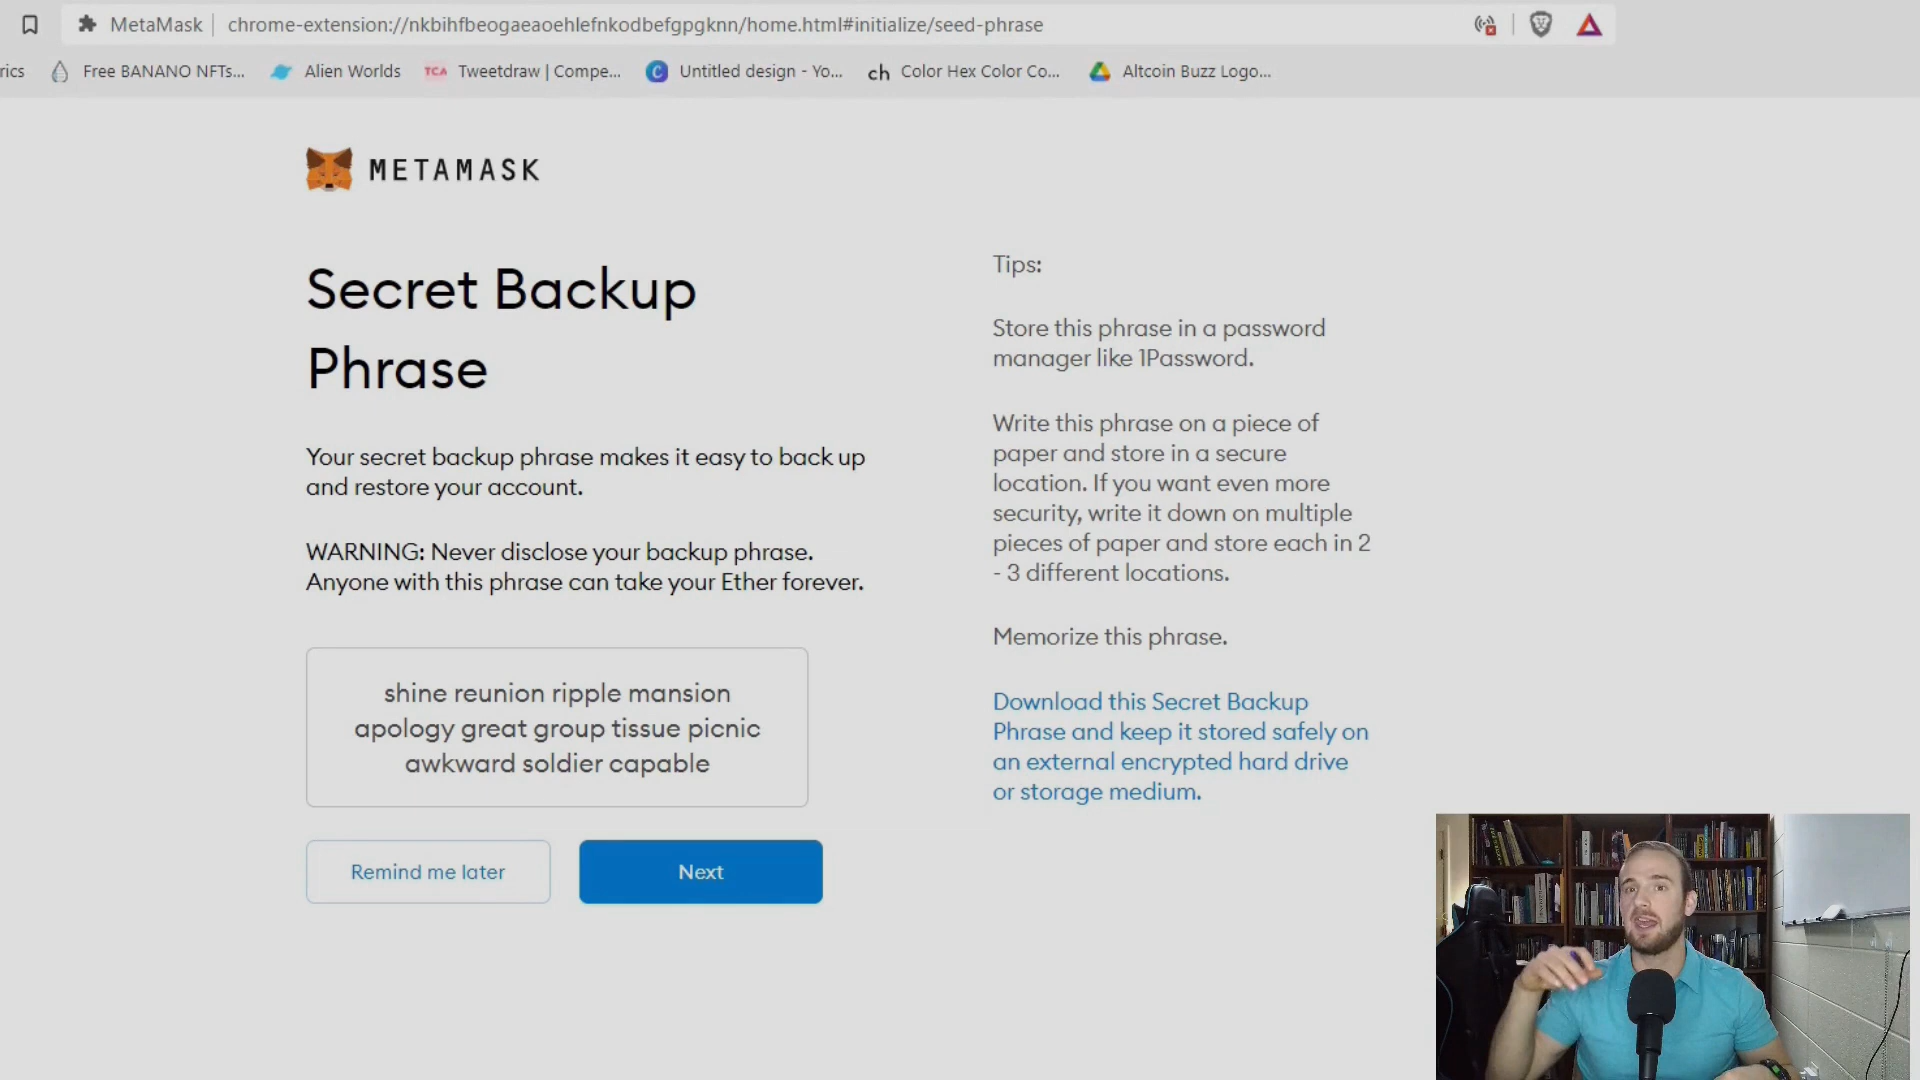 MetaMask chrome-extension://nkbihfbeogaeaoehlefnkodbefgpgknn/home.html#initialize/seed-phrase
rics Free BANANO NFTs... Alien Worlds TCA Tweetdraw | Compe... C Untitled design - Yo... ch Color Hex Color Co... Altcoin Buzz Logo...
METAMASK
Secret Backup
Phrase
Your secret backup phrase makes it easy to back up
and restore your account.
WARNING: Never disclose your backup phrase.
Anyone with this phrase can take your Ether forever.
shine reunion ripple mansion
apology great group tissue picnic
awkward soldier capable
Remind me later
Next
Tips:
Store this phrase in a password
manager like 1Password.
Write this phrase on a piece of
paper and store in a secure
location. If you want even more
security, write it down on multiple
pieces of paper and store each in 2
- 3 different locations.
Memorize this phrase.
Download this Secret Backup
Phrase and keep it stored safely on
an external encrypted hard drive
or storage medium.